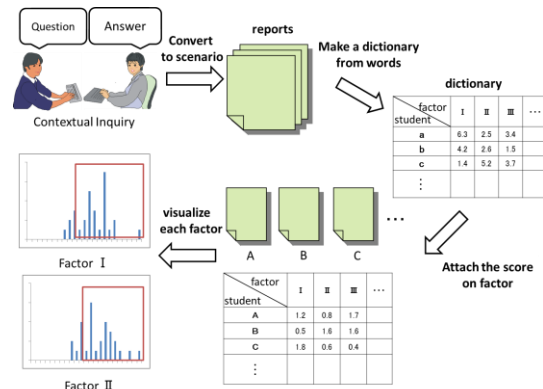 Question
Answer
Contextual Inquiry
Convert
to scenario
reports
Make a dictionary
from words
dictionary
factor
student
Ⅰ Ⅱ Ⅲ ...
a 6.3 2.5 3.4
b 4.2 2.6 1.5
c 1.4 5.2 3.7
⋮
Attach the score
on factor
A B C ...
factor
student
Ⅰ Ⅱ Ⅲ ...
A 1.2 0.8 1.7
B 0.5 1.6 1.6
C 1.8 0.6 0.4
⋮
visualize
each factor
Factor Ⅰ
Factor Ⅱ